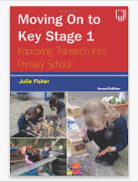 Moving On to
Key Stage 1
Improving Transition into
Primary School
Julie Fisher
Second Edition